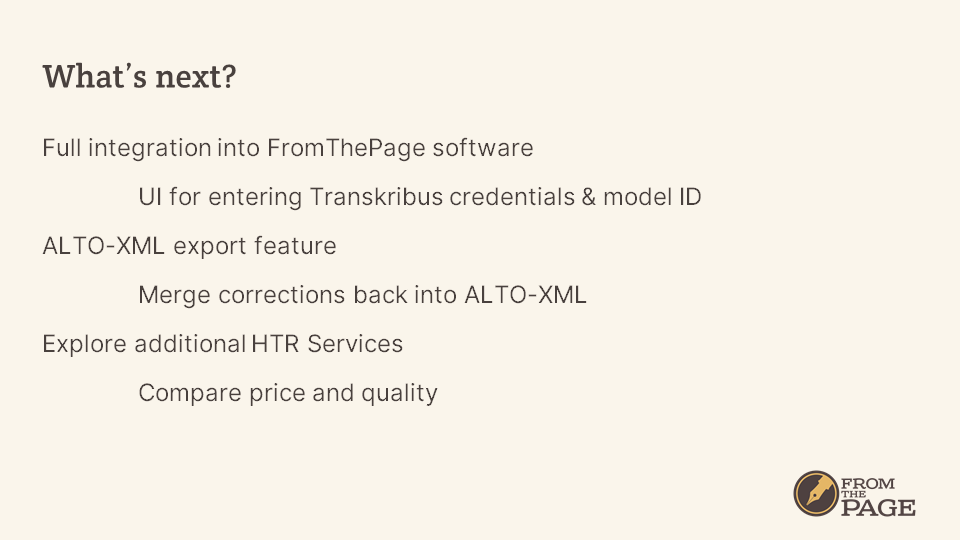 What's next?
Full integration into FromThePage software
UI for entering Transkribus credentials & model ID
ALTO-XML export feature
Merge corrections back into ALTO-XML
Explore additional HTR Services
Compare price and quality
FROM
THE
PAGE